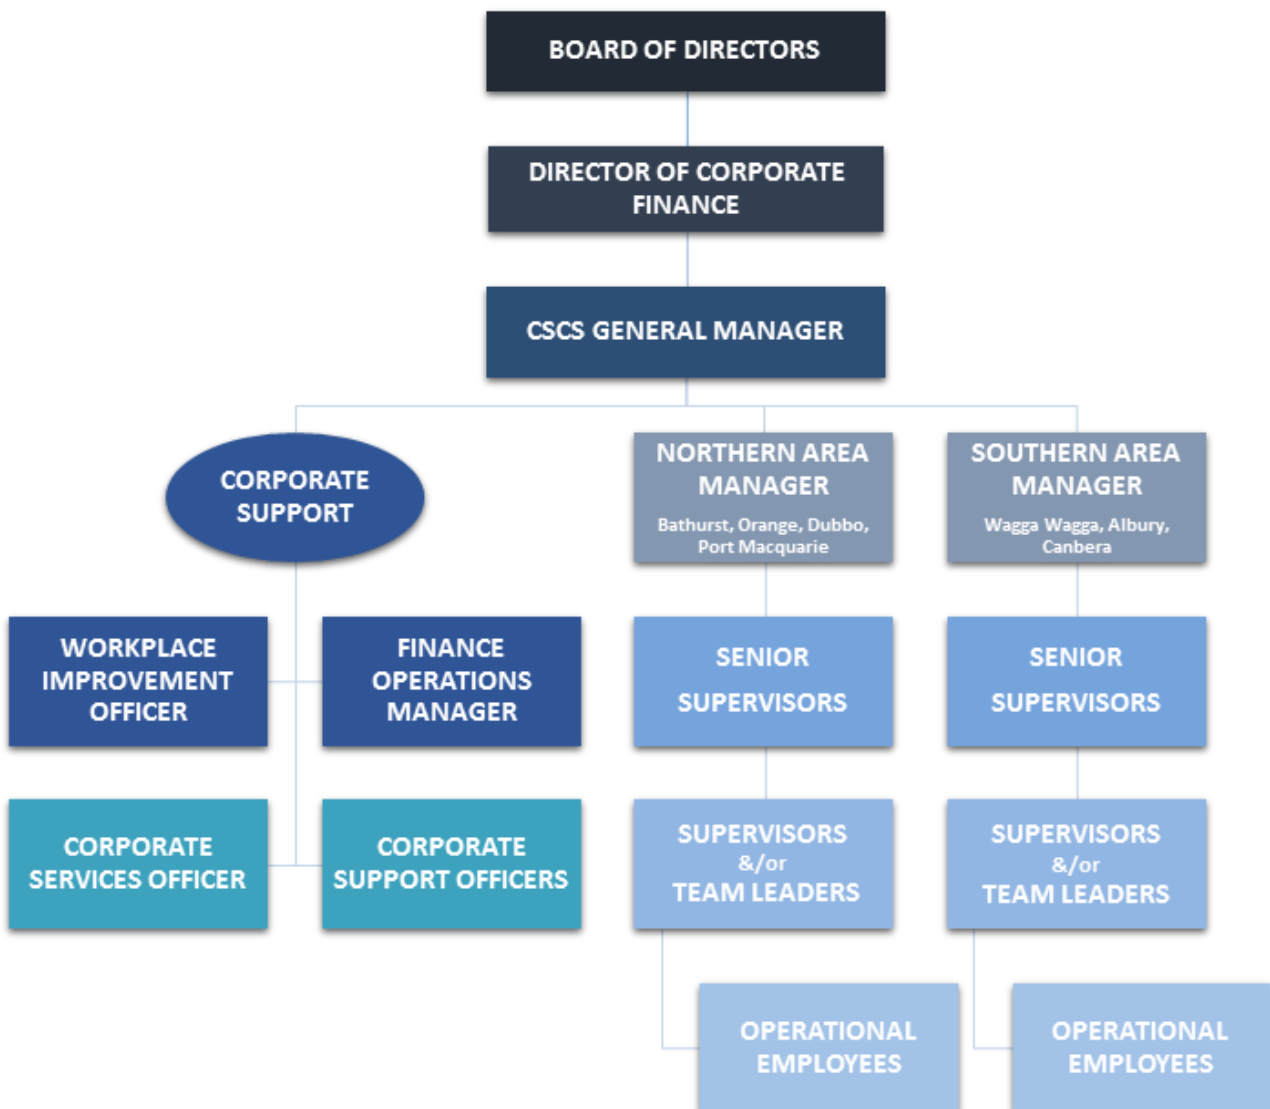 BOARD OF DIRECTORS
DIRECTOR OF CORPORATE
FINANCE
CSCS GENERAL MANAGER
CORPORATE
SUPPORT
NORTHERN AREA
MANAGER
Bathurst, Orange, Dubbo,
Port Macquarie
SOUTHERN AREA
MANAGER
Wagga Wagga, Albury,
Canbera
WORKPLACE
IMPROVEMENT
OFFICER
FINANCE
OPERATIONS
MANAGER
SENIOR
SUPERVISORS
SENIOR
SUPERVISORS
CORPORATE
SERVICES OFFICER
CORPORATE
SUPPORT OFFICERS
SUPERVISORS
&/or
TEAM LEADERS
SUPERVISORS
&/or
TEAM LEADERS
OPERATIONAL
EMPLOYEES
OPERATIONAL
EMPLOYEES